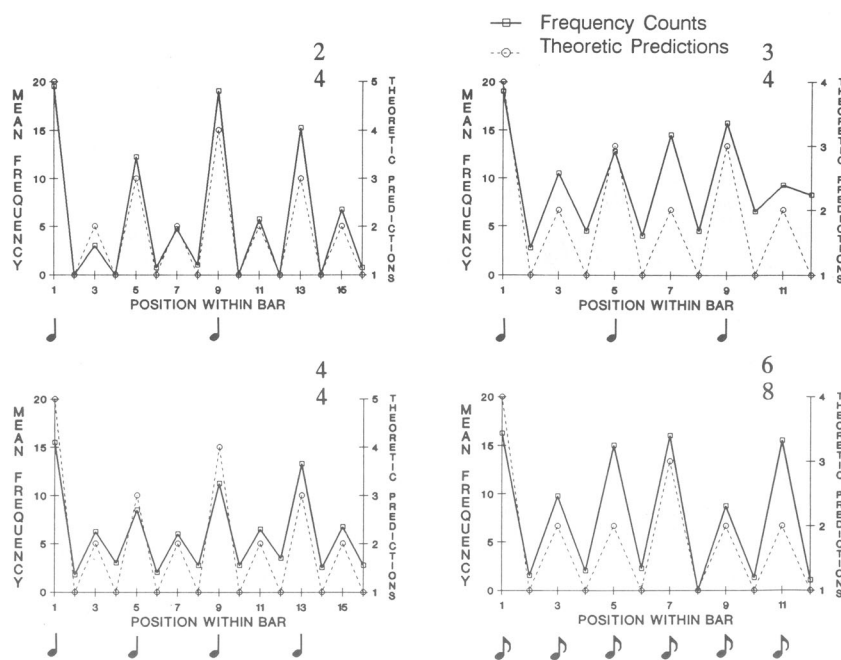 Frequency Counts
Theoretic Predictions
2
4
MEAN FREQUENCY
20
15
10
5
0
THEORETIC PREDICTIONS
5
4
3
2
1
1 3 5 7 9 11 13 15
POSITION WITHIN BAR
3
4
MEAN FREQUENCY
20
15
10
5
0
THEORETIC PREDICTIONS
4
3
2
1
1 3 5 7 9 11
POSITION WITHIN BAR
4
4
MEAN FREQUENCY
20
15
10
5
0
THEORETIC PREDICTIONS
5
4
3
2
1
1 3 5 7 9 11 13 15
POSITION WITHIN BAR
6
8
MEAN FREQUENCY
20
15
10
5
0
THEORETIC PREDICTIONS
4
3
2
1
1 3 5 7 9 11
POSITION WITHIN BAR